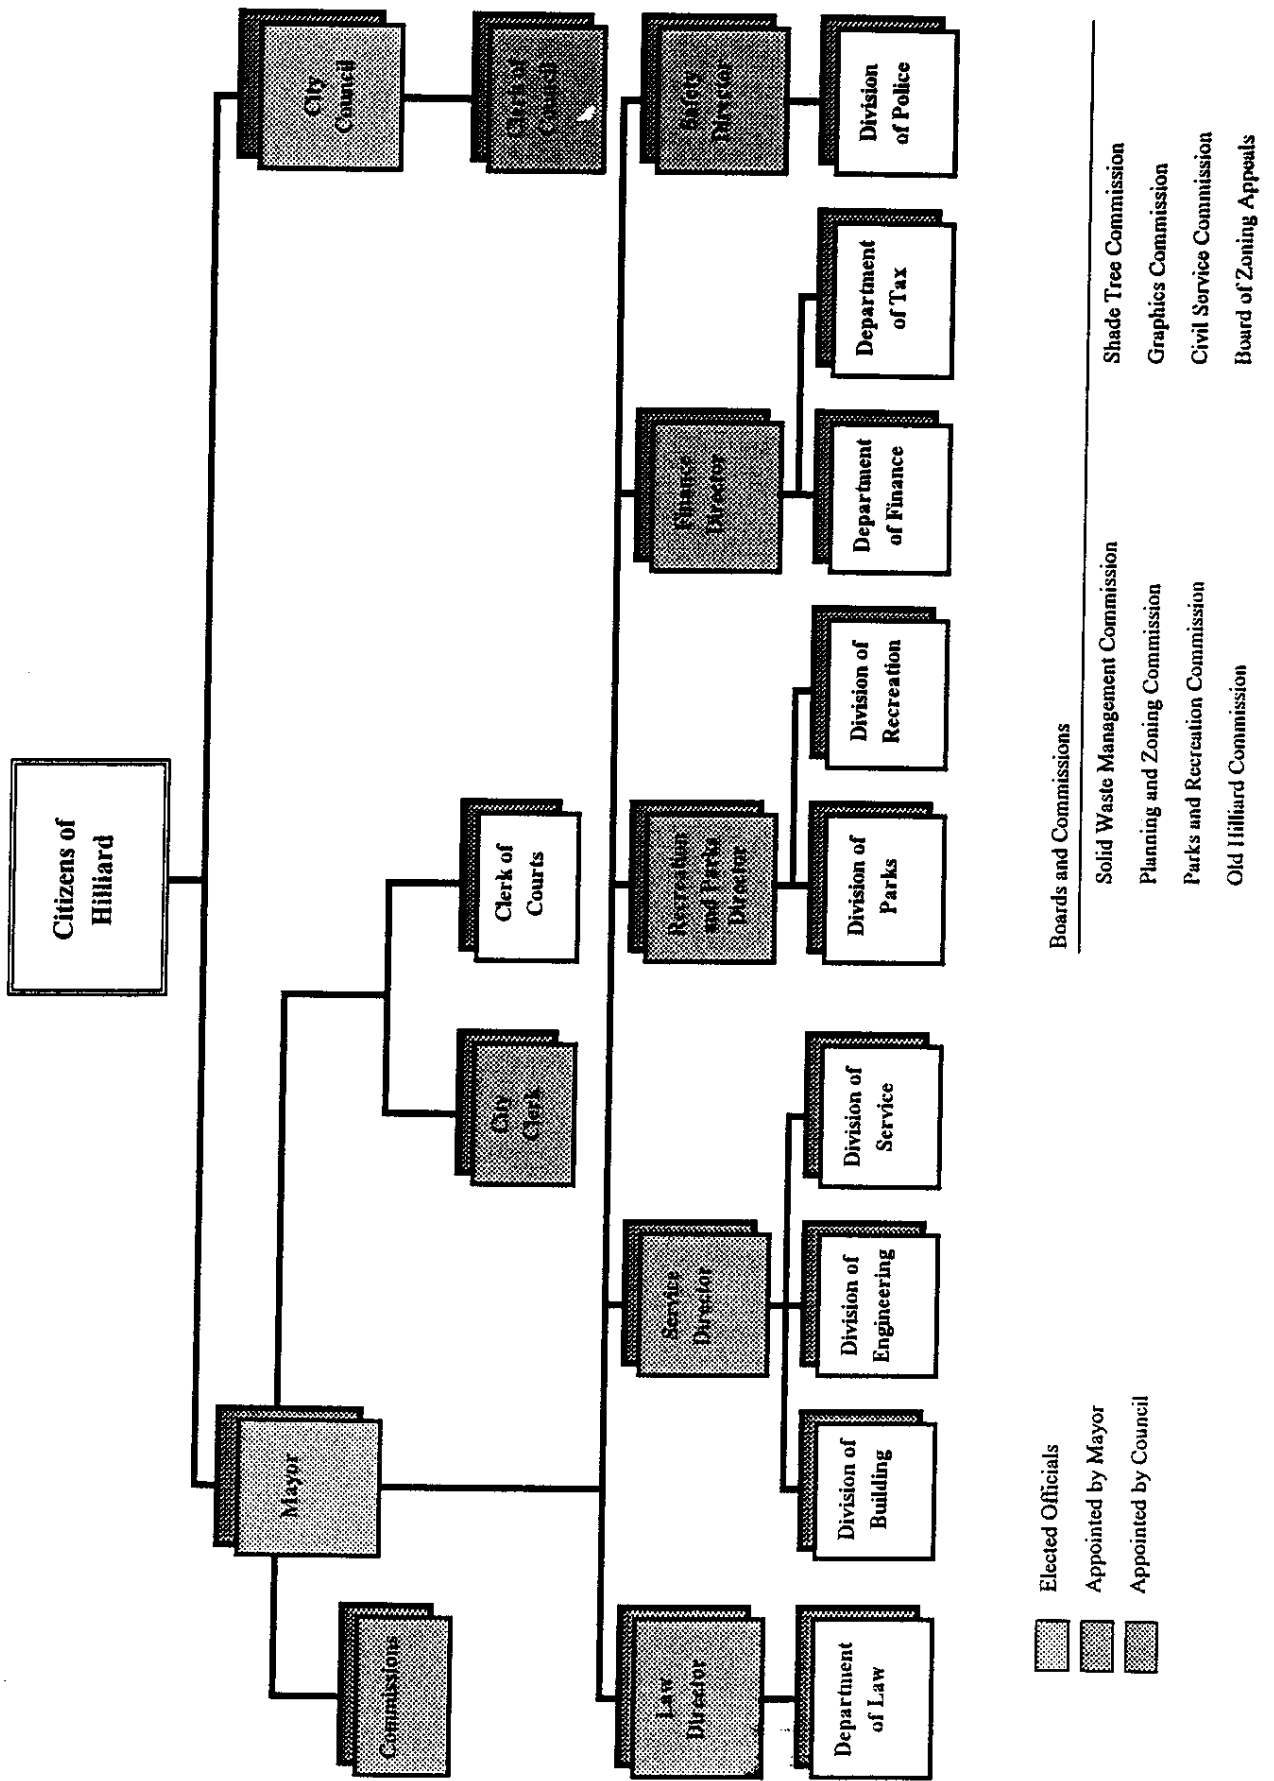 Citizens of
Hilliard
Mayor
City
Council
Commissions
City
Clerk
Clerk of
Courts
Clerk of
Council
Law
Director
Service
Director
Recreation
and Parks
Director
Finance
Director
Safety
Director
Department
of Law
Division of
Building
Division of
Engineering
Division of
Service
Division of
Parks
Division of
Recreation
Department
of Finance
Department
of Tax
Division
of Police
Elected Officials
Appointed by Mayor
Appointed by Council
Boards and Commissions
Solid Waste Management Commission
Planning and Zoning Commission
Parks and Recreation Commission
Old Hilliard Commission
Shade Tree Commission
Graphics Commission
Civil Service Commission
Board of Zoning Appeals